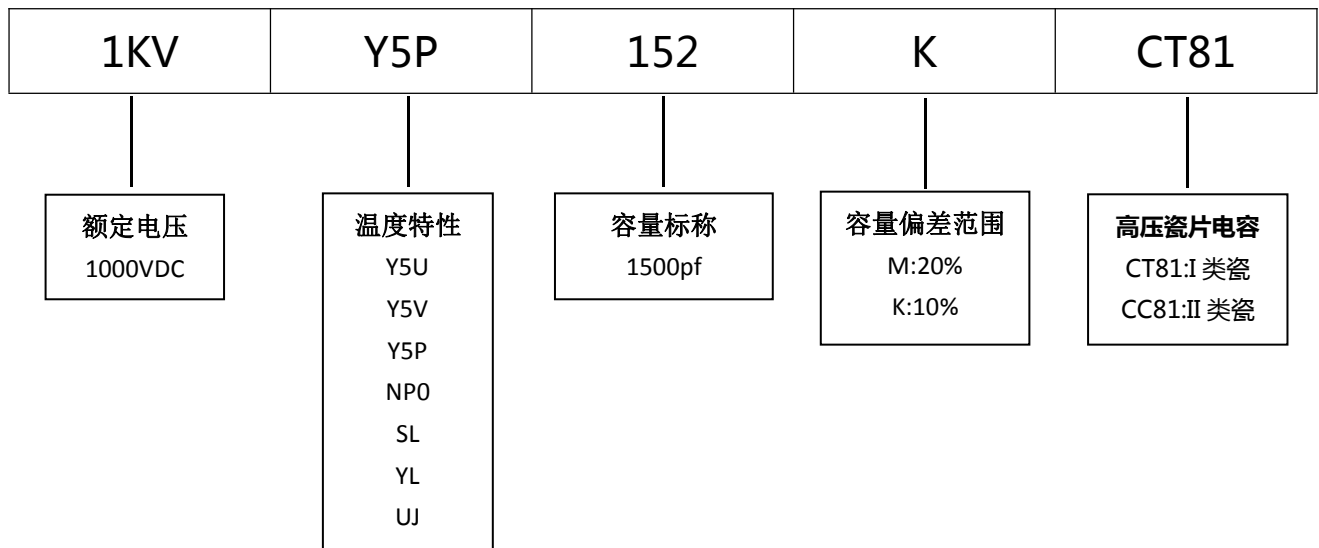 1KV Y5P 152 K CT81
额定电压
1000VDC
温度特性
Y5U
Y5V
Y5P
NP0
SL
YL
UJ
容量标称
1500pf
容量偏差范围
M:20%
K:10%
高压瓷片电容
CT81:I 类瓷
CC81:II 类瓷